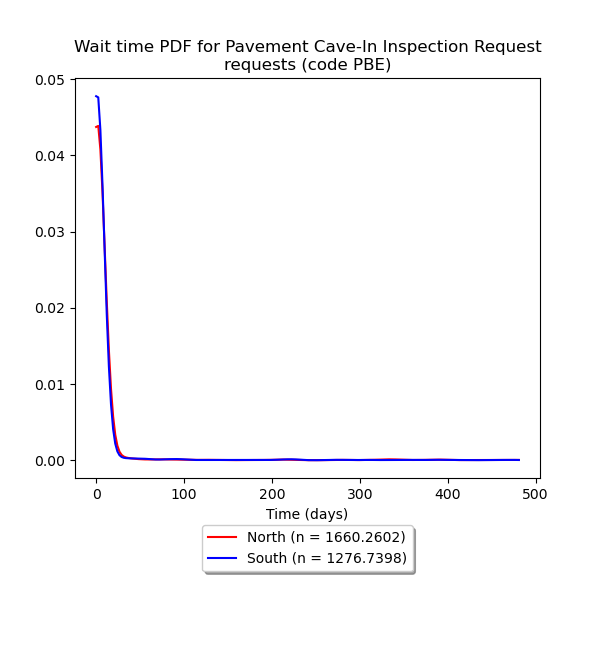 Wait time PDF for Pavement Cave-In Inspection Request
requests (code PBE)
0.05
0.04
0.03
0.02
0.01
0.00
0 100 200 300 400 500
Time (days)
North (n = 1660.2602)
South (n = 1276.7398)